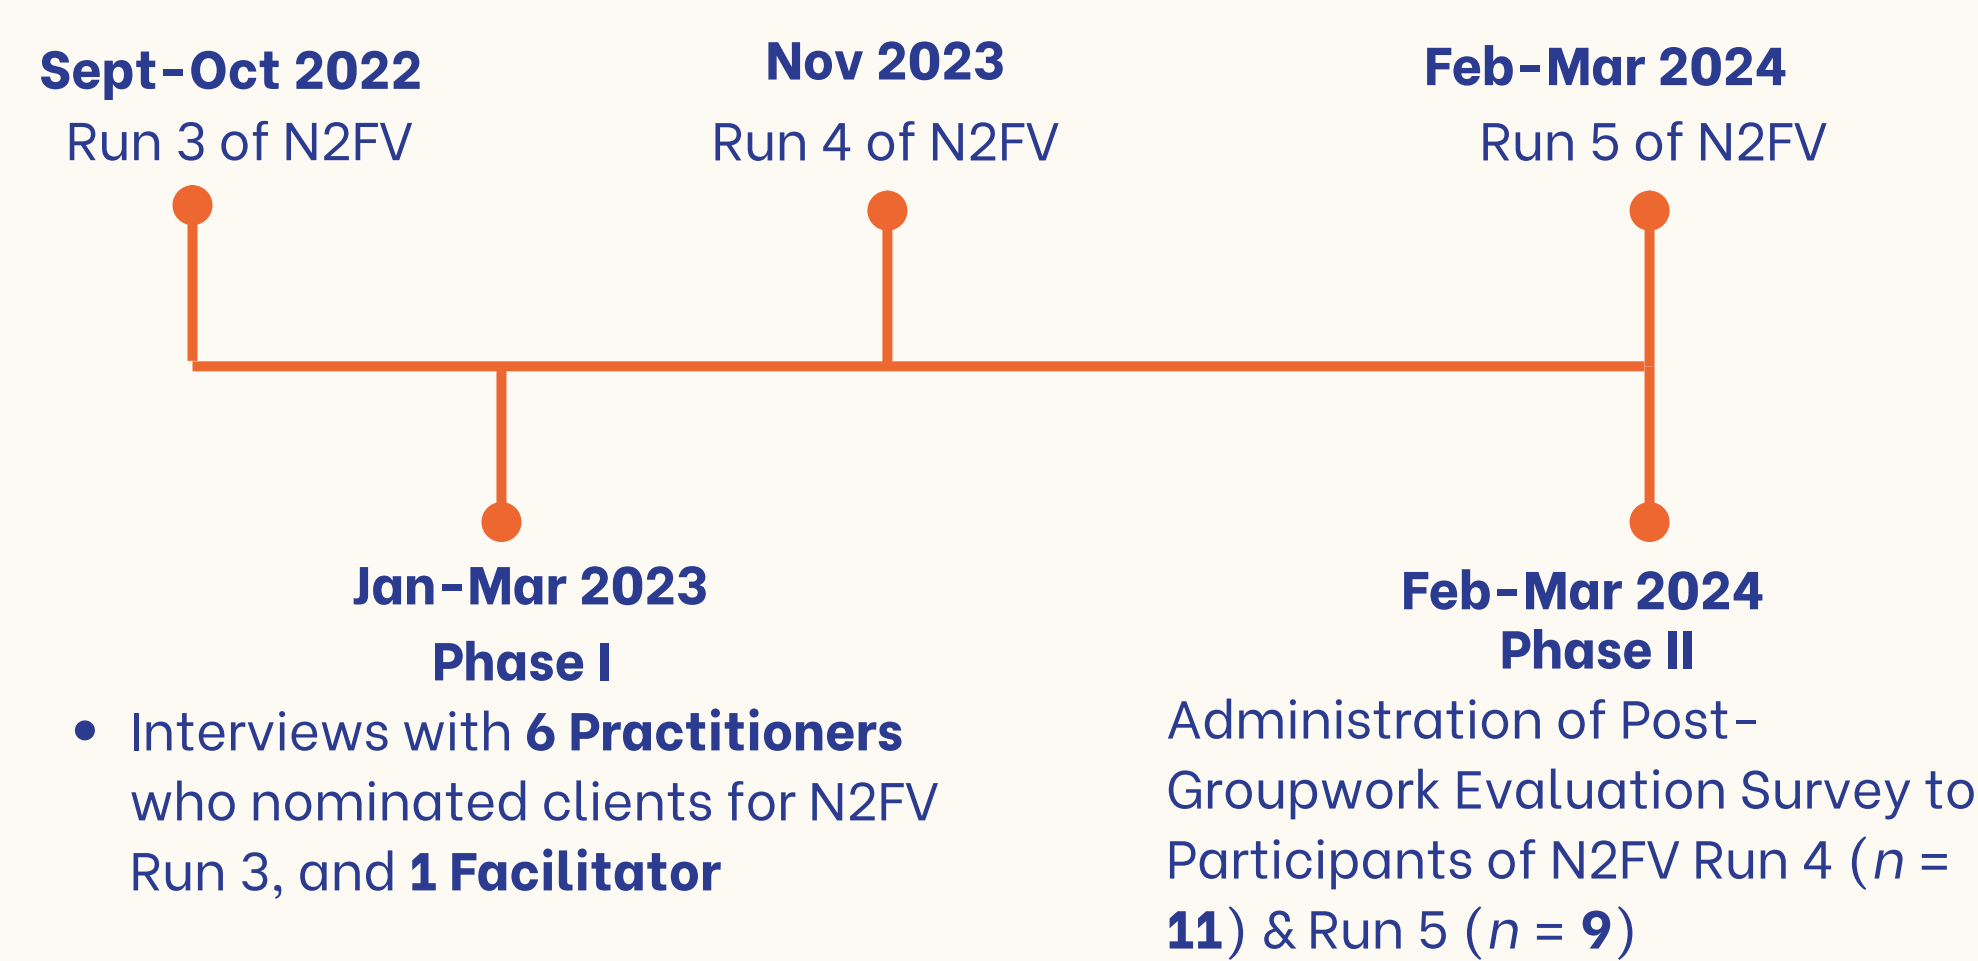 Sept-Oct 2022
Run 3 of N2FV
Nov 2023
Run 4 of N2FV
Feb-Mar 2024
Run 5 of N2FV
Jan-Mar 2023
Phase I
• Interviews with 6 Practitioners
who nominated clients for N2FV
Run 3, and 1 Facilitator
Feb-Mar 2024
Phase II
Administration of Post-
Groupwork Evaluation Survey to
Participants of N2FV Run 4 (n =
11) & Run 5 (n = 9)